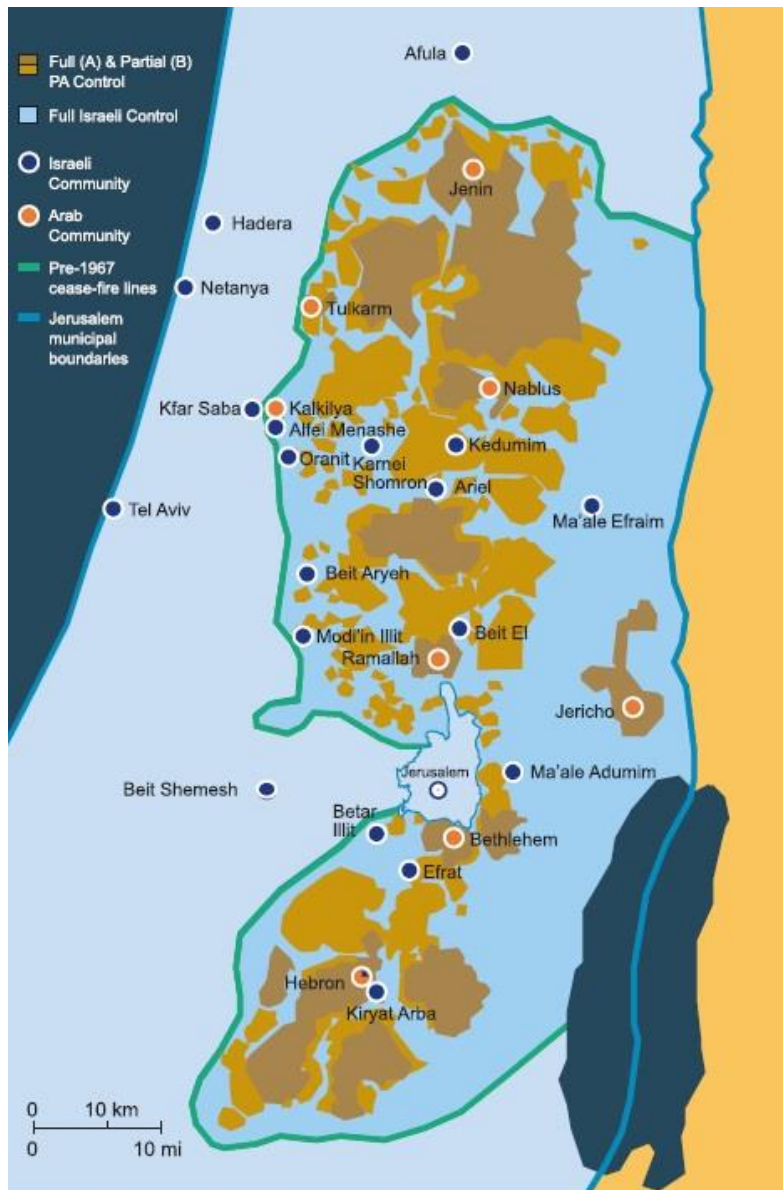 Full (A) & Partial (B)
PA Control
Full Israeli Control
Israeli
Community
Arab
Community
Pre-1967
cease-fire lines
Jerusalem
municipal
boundaries
Afula
Jenin
Hadera
Netanya
Tulkarm
Nablus
Kfar Saba
Kalkilya
Alfei Menashe
Oranit
Karnei
Shomron
Kedumim
Ariel
Tel Aviv
Ma'ale Efraim
Beit Aryeh
Modi'in Illit
Beit El
Ramallah
Jericho
Jerusalem
Ma'ale Adumim
Beit Shemesh
Betar
Illit
Bethlehem
Efrat
Hebron
Kiryat Arba
0 10 km
0 10 mi